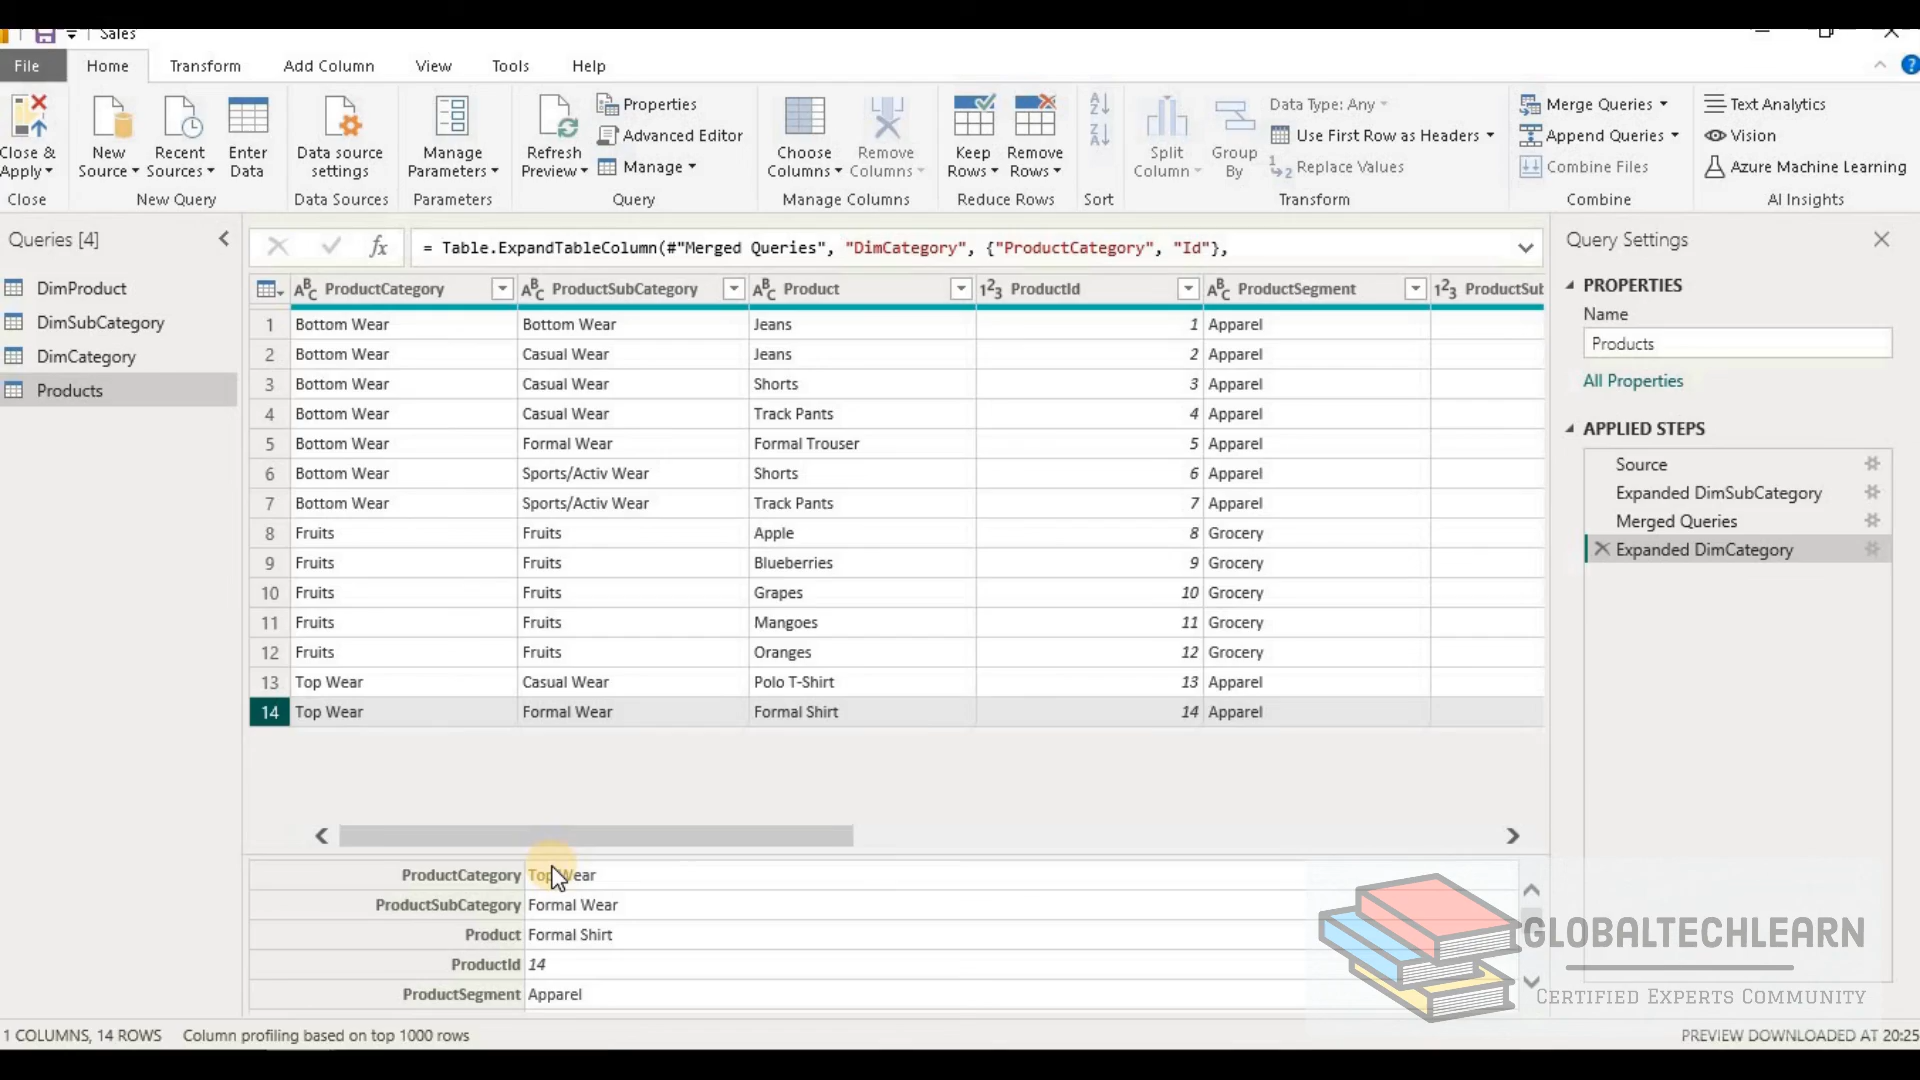 Sales
File Home Transform Add Column View Tools Help
Close & Apply
New Source
Recent Sources
Enter Data
Data source settings
Manage Parameters
Refresh Preview
Properties
Advanced Editor
Manage
Choose Columns
Remove Columns
Keep Rows
Remove Rows
Split Column
Group By
Data Type: Any
Use First Row as Headers
Replace Values
Merge Queries
Append Queries
Combine Files
Text Analytics
Vision
Azure Machine Learning
Close New Query Data Sources Parameters Query Manage Columns Reduce Rows Sort Transform Combine AI Insights
Queries [4]
DimProduct
DimSubCategory
DimCategory
Products
= Table.ExpandTableColumn(#"Merged Queries", "DimCategory", {"ProductCategory", "Id"},
ProductCategory ProductSubCategory Product ProductId ProductSegment ProductSub
1 Bottom Wear Bottom Wear Jeans 1 Apparel
2 Bottom Wear Casual Wear Jeans 2 Apparel
3 Bottom Wear Casual Wear Shorts 3 Apparel
4 Bottom Wear Casual Wear Track Pants 4 Apparel
5 Bottom Wear Formal Wear Formal Trouser 5 Apparel
6 Bottom Wear Sports/Activ Wear Shorts 6 Apparel
7 Bottom Wear Sports/Activ Wear Track Pants 7 Apparel
8 Fruits Fruits Apple 8 Grocery
9 Fruits Fruits Blueberries 9 Grocery
10 Fruits Fruits Grapes 10 Grocery
11 Fruits Fruits Mangoes 11 Grocery
12 Fruits Fruits Oranges 12 Grocery
13 Top Wear Casual Wear Polo T-Shirt 13 Apparel
14 Top Wear Formal Wear Formal Shirt 14 Apparel
ProductCategory Top Wear
ProductSubCategory Formal Wear
Product Formal Shirt
ProductId 14
ProductSegment Apparel
Query Settings
PROPERTIES
Name
Products
All Properties
APPLIED STEPS
Source
Expanded DimSubCategory
Merged Queries
Expanded DimCategory
GLOBALTECHLEARN
CERTIFIED EXPERTS COMMUNITY
1 COLUMNS, 14 ROWS Column profiling based on top 1000 rows PREVIEW DOWNLOADED AT 20:25